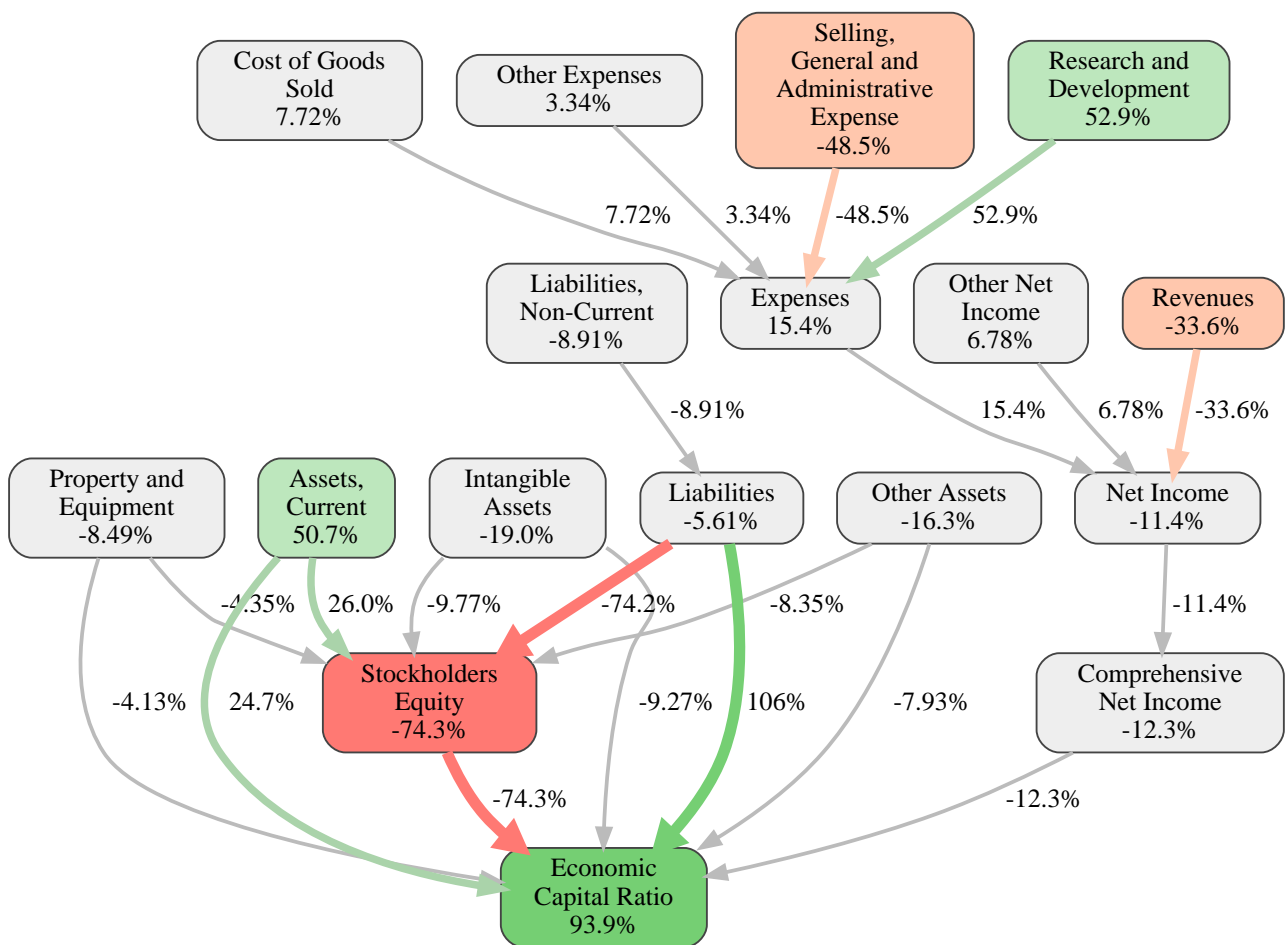 Cost of Goods
Sold
7.72%
Other Expenses
3.34%
Selling,
General and
Administrative
Expense
-48.5%
Research and
Development
52.9%
7.72%
3.34%
-48.5%
52.9%
Liabilities,
Non-Current
-8.91%
Expenses
15.4%
Other Net
Income
6.78%
Revenues
-33.6%
-8.91%
15.4%
6.78%
-33.6%
Property and
Equipment
-8.49%
Assets,
Current
50.7%
Intangible
Assets
-19.0%
Liabilities
-5.61%
Other Assets
-16.3%
Net Income
-11.4%
-4.35%
26.0%
-9.77%
-74.2%
-8.35%
-11.4%
Stockholders
Equity
-74.3%
Comprehensive
Net Income
-12.3%
-4.13%
24.7%
-9.27%
106%
-7.93%
-74.3%
-12.3%
Economic
Capital Ratio
93.9%